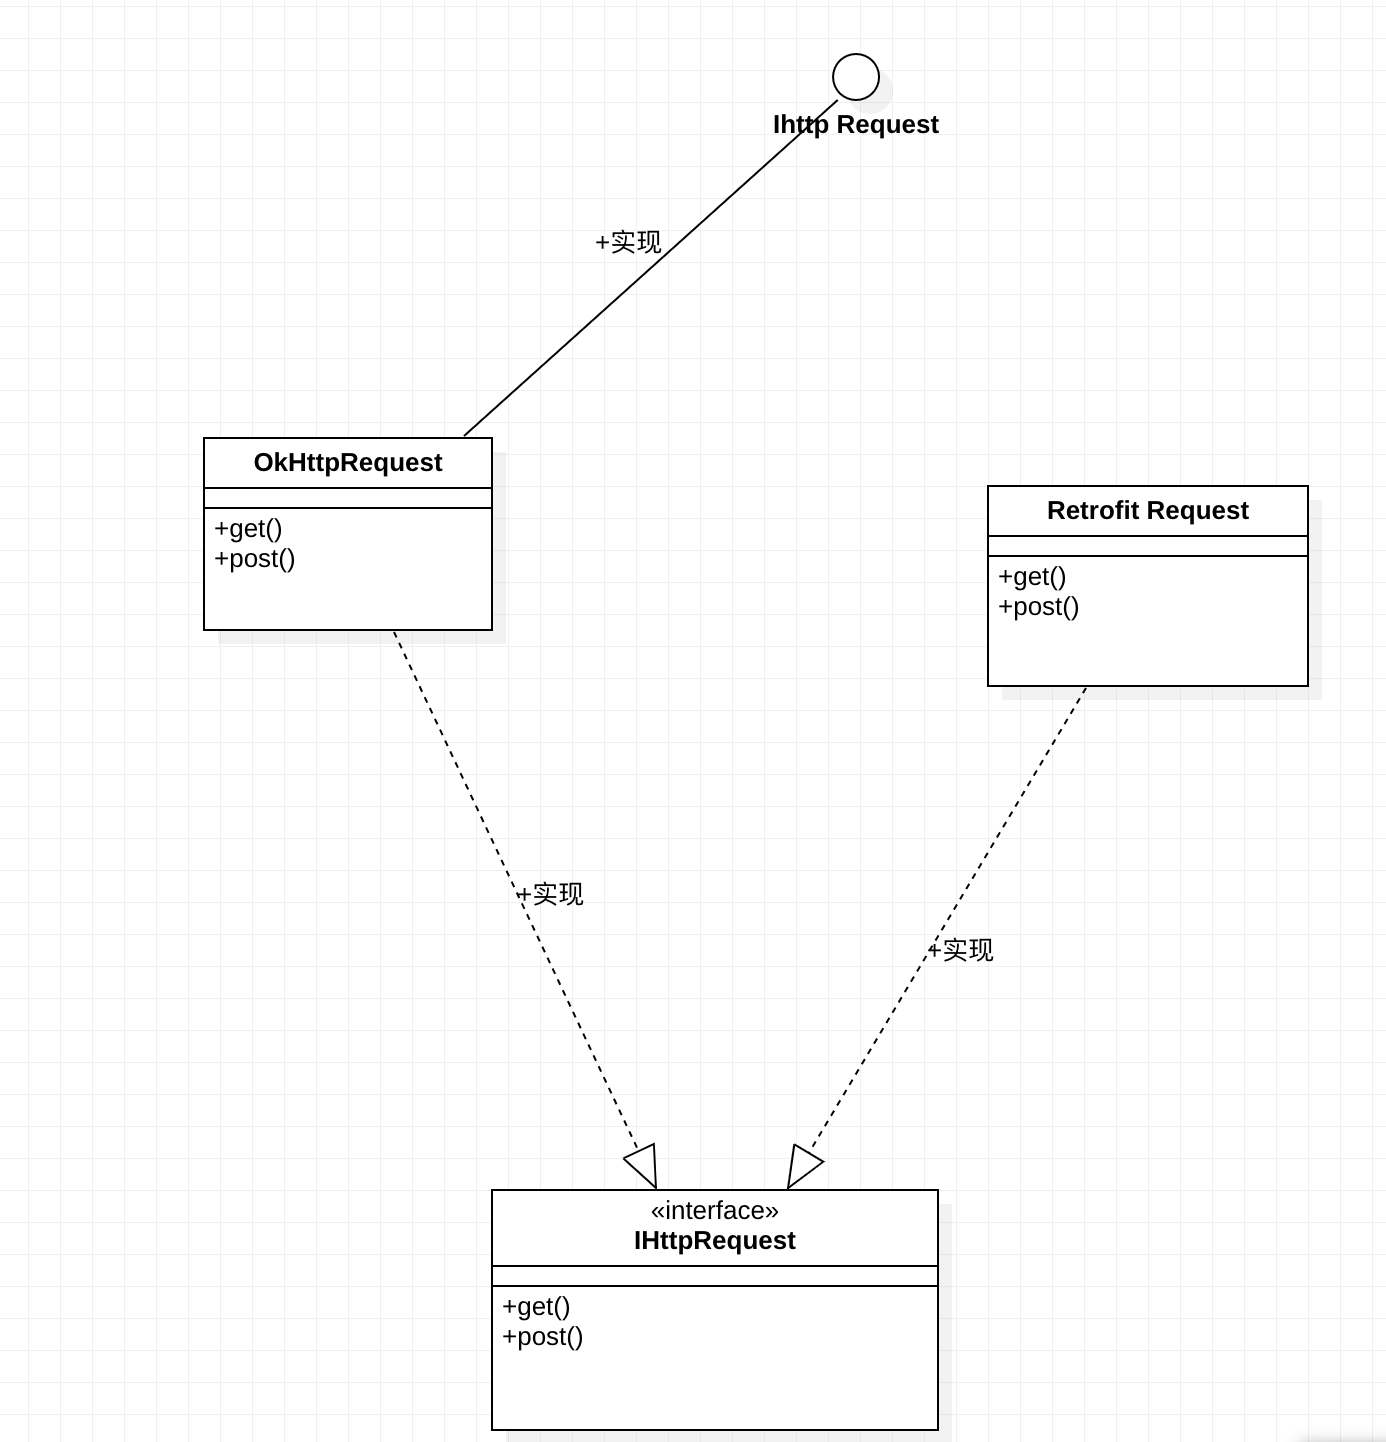 Ihttp Request
+实现
OkHttpRequest
+get()
+post()
Retrofit Request
+get()
+post()
+实现
+实现
«interface»
IHttpRequest
+get()
+post()